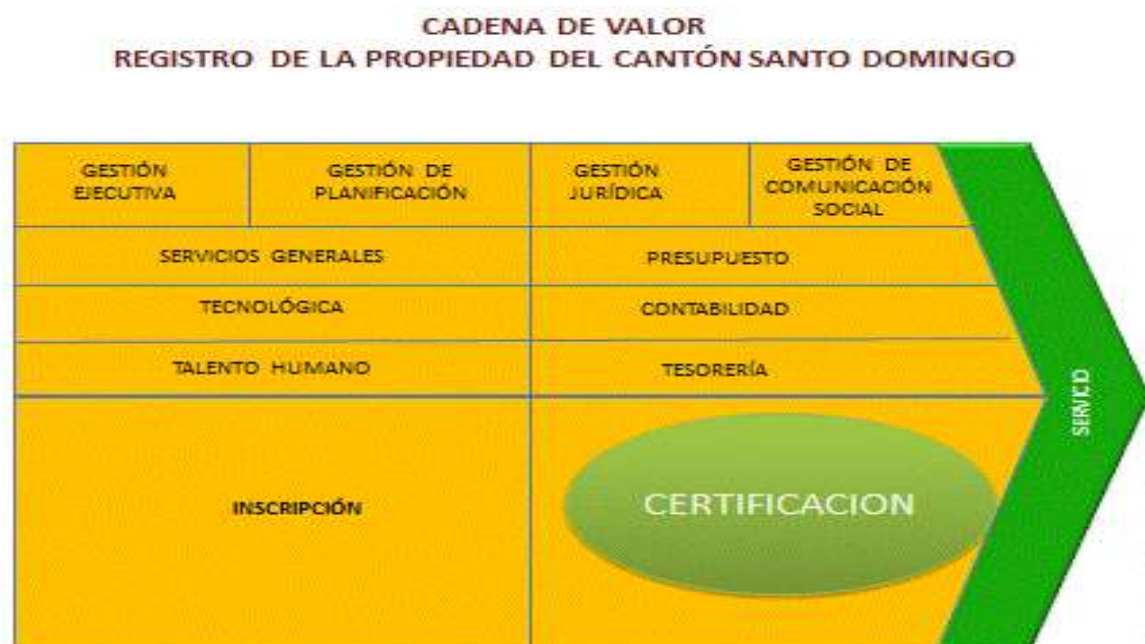 CADENA DE VALOR
REGISTRO DE LA PROPIEDAD DEL CANTÓN SANTO DOMINGO
GESTIÓN
EJECUTIVA
GESTIÓN DE
PLANIFICACIÓN
GESTIÓN
JURÍDICA
GESTIÓN DE
COMUNICACIÓN
SOCIAL
SERVICIOS GENERALES
PRESUPUESTO
TECNOLÓGICA
CONTABILIDAD
TALENTO HUMANO
TESORERÍA
SERVICIO
INSCRIPCIÓN
CERTIFICACION